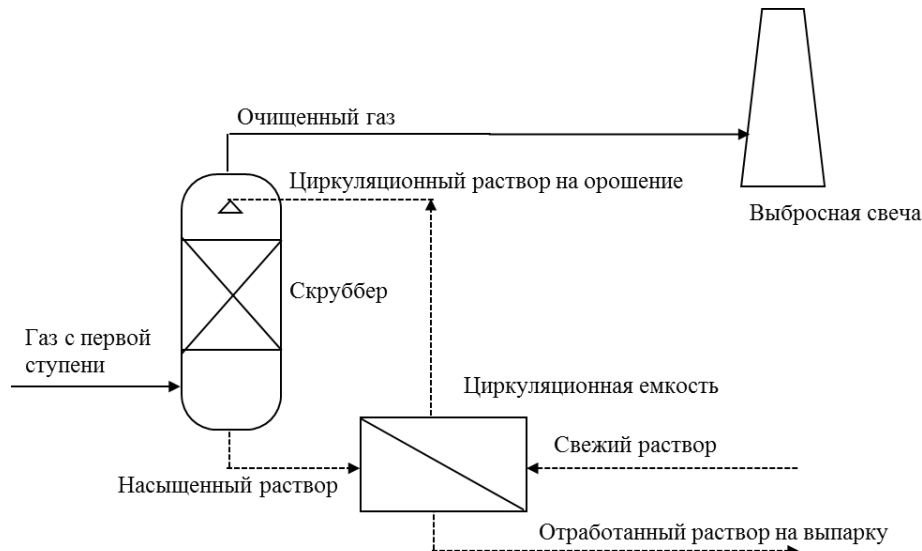 Очищенный газ
Циркуляционный раствор на орошение
Выбросная свеча
Скруббер
Газ с первой
ступени
Циркуляционная емкость
Свежий раствор
Насыщенный раствор
Отработанный раствор на выпарку